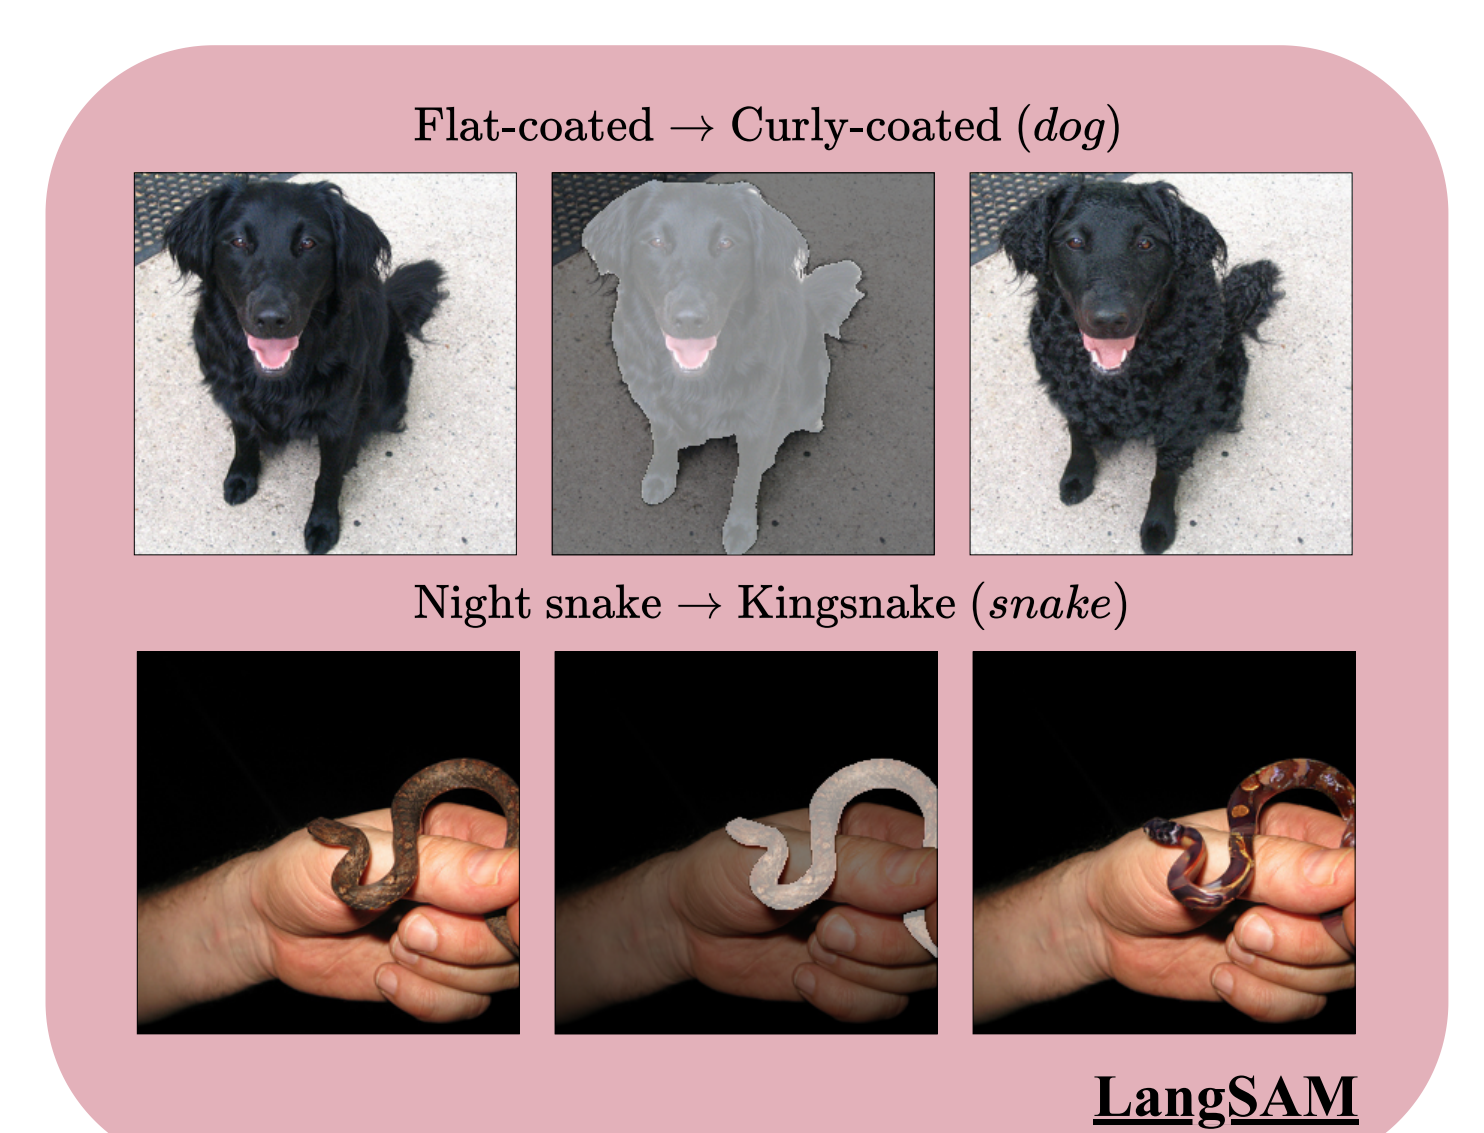 Flat-coated → Curly-coated (dog)
Night snake → Kingsnake (snake)
LangSAM